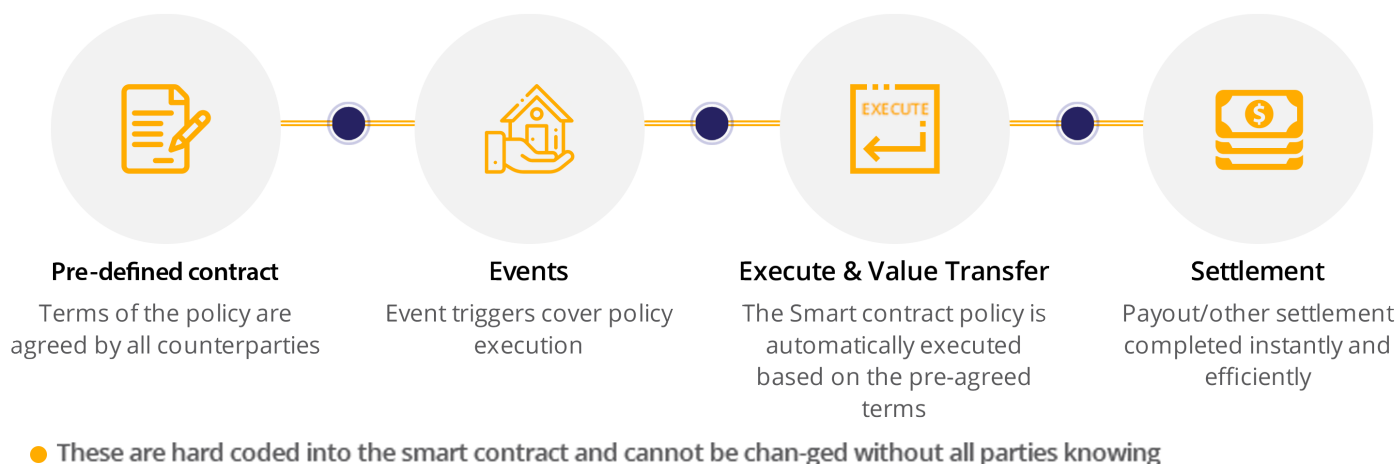 EXECUTE
Pre-defined contract
Terms of the policy are
agreed by all counterparties
Events
Event triggers cover policy
execution
Execute & Value Transfer
The Smart contract policy is
automatically executed
based on the pre-agreed
terms
Settlement
Payout/other settlement
completed instantly and
efficiently
These are hard coded into the smart contract and cannot be chan-ged without all parties knowing